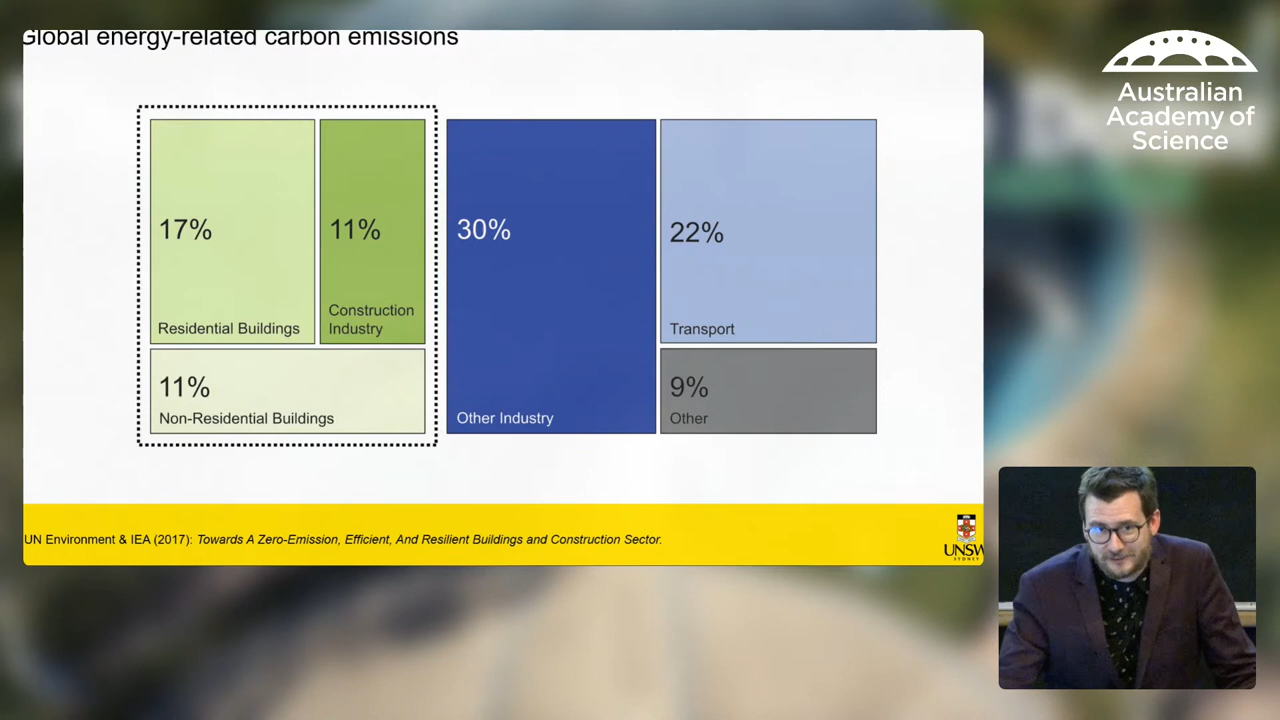 Global energy-related carbon emissions
Australian
Academy of
Science
17%
11%
30%
22%
Construction
Industry
Residential Buildings
Transport
11%
9%
Non-Residential Buildings
Other Industry
Other
UN Environment & IEA (2017): Towards A Zero-Emission, Efficient, And Resilient Buildings and Construction Sector.
UNSW
SYDNEY